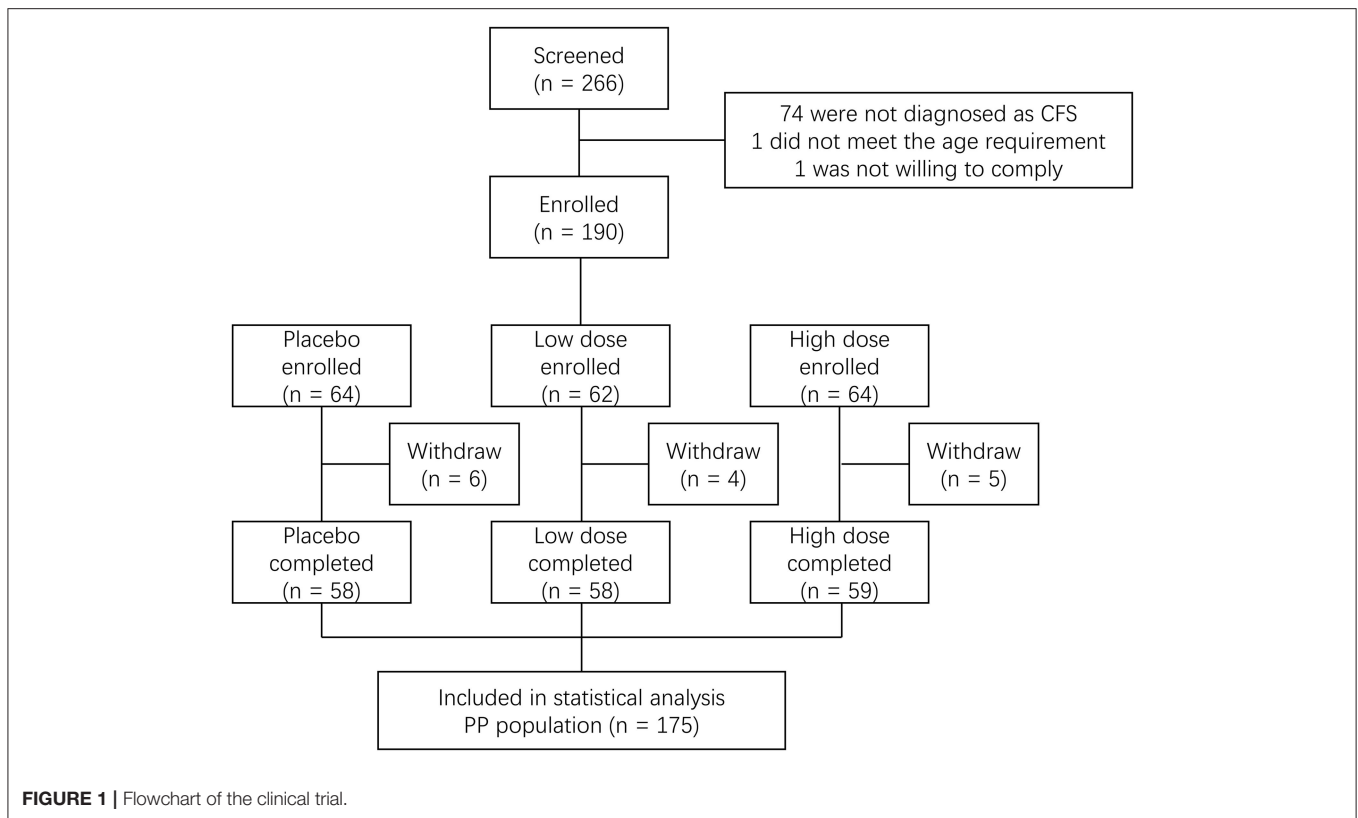 Screened
(n = 266)
74 were not diagnosed as CFS
1 did not meet the age requirement
1 was not willing to comply
Enrolled
(n = 190)
Placebo
enrolled
(n = 64)
Low dose
enrolled
(n = 62)
High dose
enrolled
(n = 64)
Withdraw
(n = 6)
Withdraw
(n = 4)
Withdraw
(n = 5)
Placebo
completed
(n = 58)
Low dose
completed
(n = 58)
High dose
completed
(n = 59)
Included in statistical analysis
PP population (n = 175)
FIGURE 1 | Flowchart of the clinical trial.